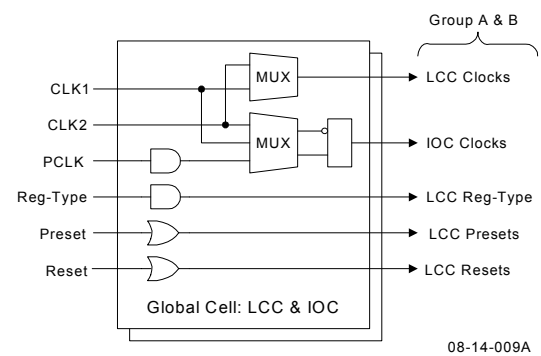 Group A & B
MUX
LCC Clocks
CLK1
CLK2
MUX
IOC Clocks
PCLK
Reg-Type
LCC Reg-Type
Preset
LCC Presets
Reset
LCC Resets
Global Cell: LCC & IOC
08-14-009A